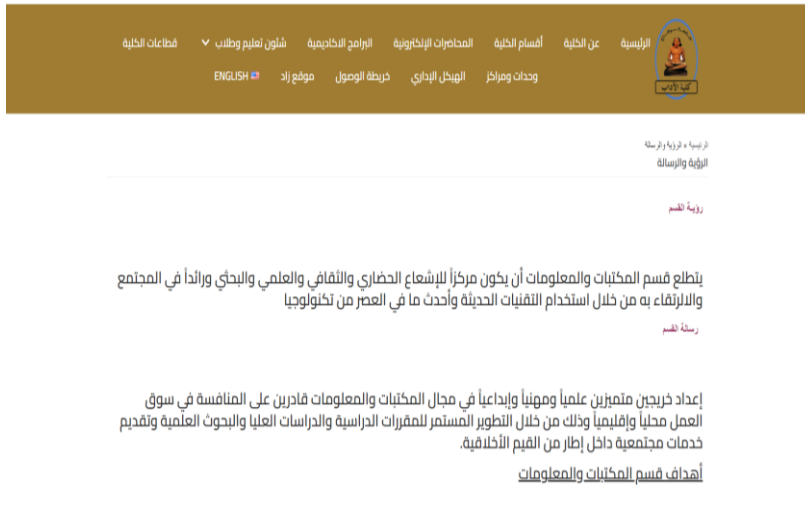 الرئيسية عن الكلية أقسام الكلية المحاضرات الإلكترونية البرامج الاكاديمية شئون تعليم وطلاب قطاعات الكلية
وحدات ومراكز الهيكل الإداري خريطة الوصول موقع زاد ENGLISH
كلية الآداب
الرئيسية » الرؤية والرسالة
الرؤية والرسالة
رؤيـة القسم
يتطلع قسم المكتبات والمعلومات أن يكون مركزاً للإشعاع الحضاري والثقافي والعلمي والبحثي ورائداً في المجتمع
والالرتقاء به من خلال استخدام التقنيات الحديثة وأحدث ما في العصر من تكنولوجيا
رسالة القسم
إعداد خريجين متميزين علمياً ومهنياً وإبداعياً في مجال المكتبات والمعلومات قادرين على المنافسة في سوق
العمل محلياً وإقليمياً وذلك من خلال التطوير المستمر للمقررات الدراسية والدراسات العليا والبحوث العلمية وتقديم
خدمات مجتمعية داخل إطار من القيم الأخلاقية.
أهداف قسم المكتبات والمعلومات